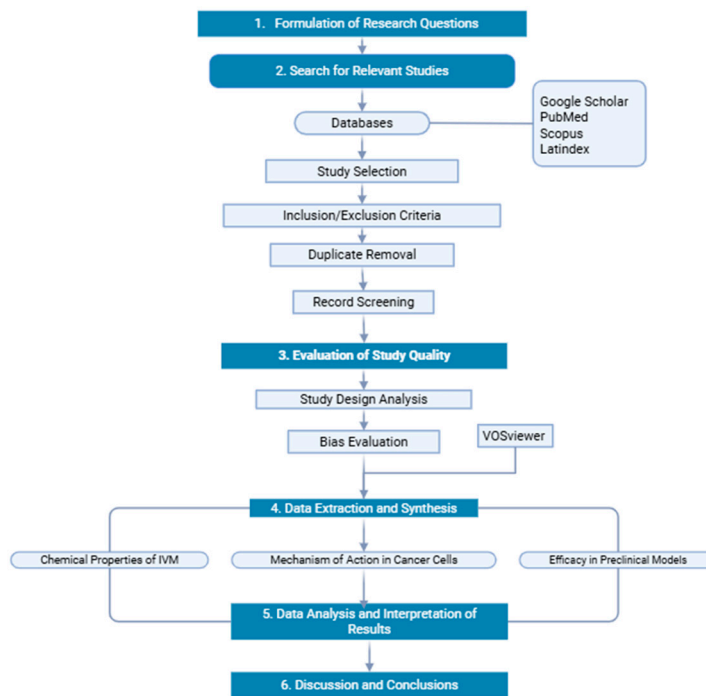 1. Formulation of Research Questions
2. Search for Relevant Studies
Databases
Google Scholar
PubMed
Scopus
Latindex
Study Selection
Inclusion/Exclusion Criteria
Duplicate Removal
Record Screening
3. Evaluation of Study Quality
Study Design Analysis
Bias Evaluation
VOSviewer
4. Data Extraction and Synthesis
Chemical Properties of IVM
Mechanism of Action in Cancer Cells
Efficacy in Preclinical Models
5. Data Analysis and Interpretation of
Results
6. Discussion and Conclusions